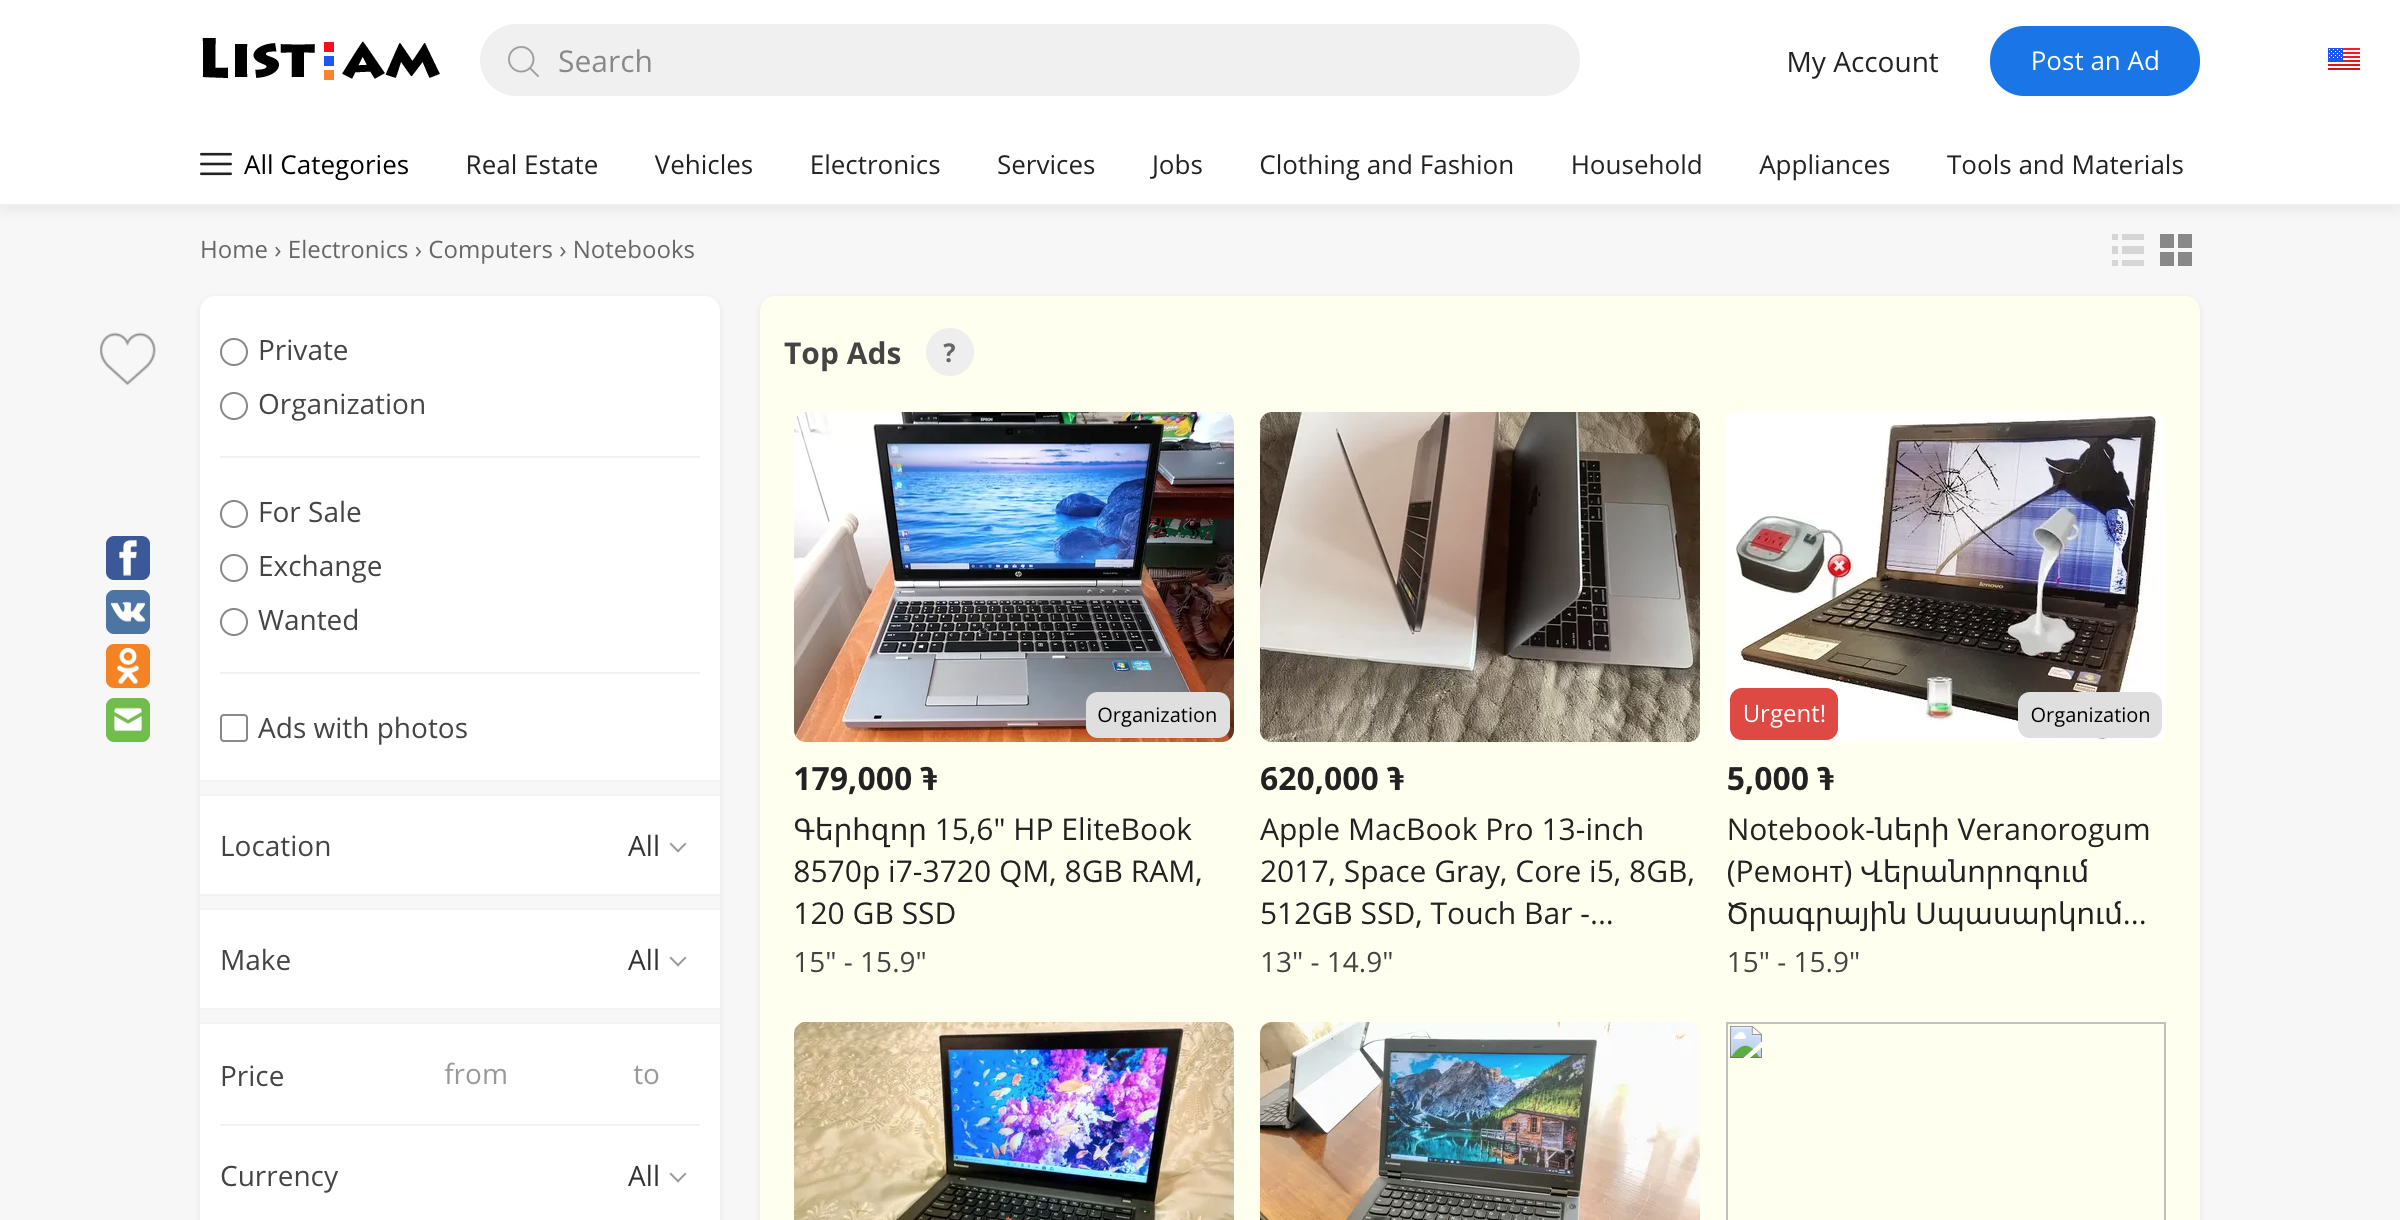 LIST.AM
Search
My Account
Post an Ad
All Categories
Real Estate
Vehicles
Electronics
Services
Jobs
Clothing and Fashion
Household
Appliances
Tools and Materials
Home › Electronics › Computers › Notebooks
Private
Organization
For Sale
Exchange
Wanted
Ads with photos
Location All
Make All
Price from to
Currency All
Top Ads ?
Organization
179,000 ֏
Գերհզոր 15,6" HP EliteBook
8570p i7-3720 QM, 8GB RAM,
120 GB SSD
15" - 15.9"
620,000 ֏
Apple MacBook Pro 13-inch
2017, Space Gray, Core i5, 8GB,
512GB SSD, Touch Bar -...
13" - 14.9"
lenovo
Urgent!
Organization
5,000 ֏
Notebook-ների Veranorogum
(Ремонт) Վերանորոգում
Ծրագրային Սպասարկում...
15" - 15.9"